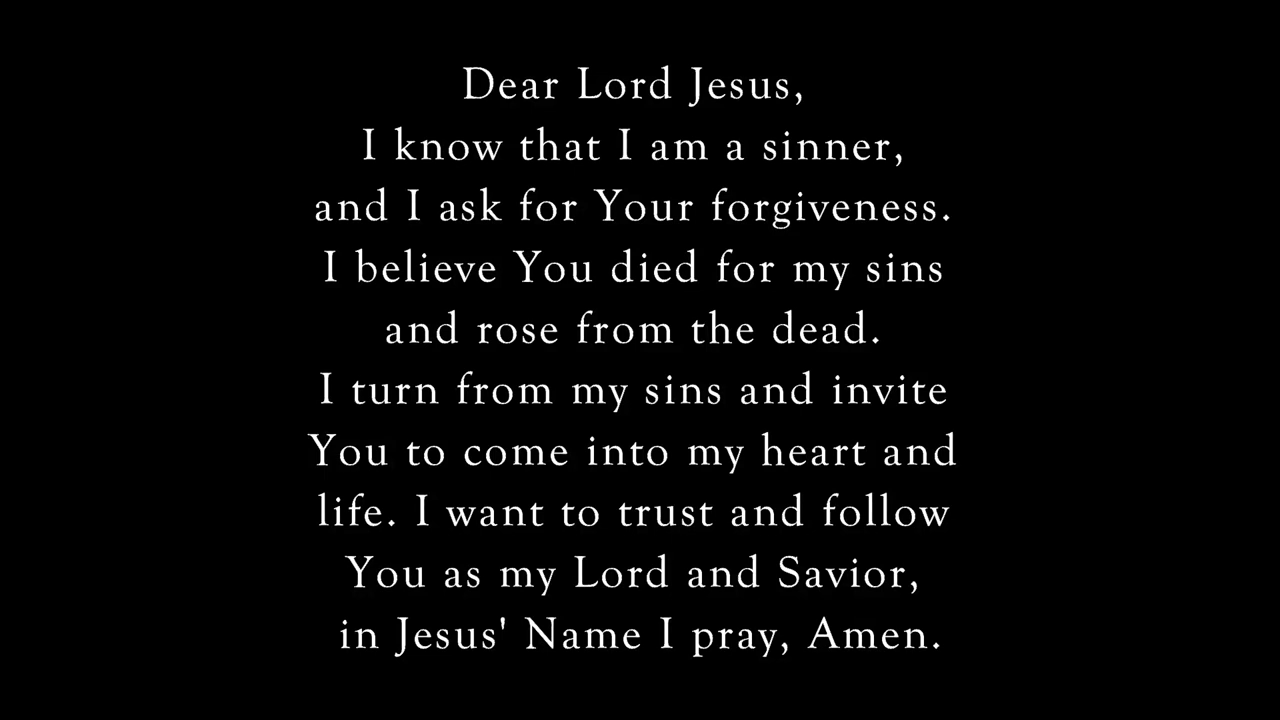 Dear Lord Jesus,
I know that I am a sinner,
and I ask for Your forgiveness.
I believe You died for my sins
and rose from the dead.
I turn from my sins and invite
You to come into my heart and
life. I want to trust and follow
You as my Lord and Savior,
in Jesus' Name I pray, Amen.